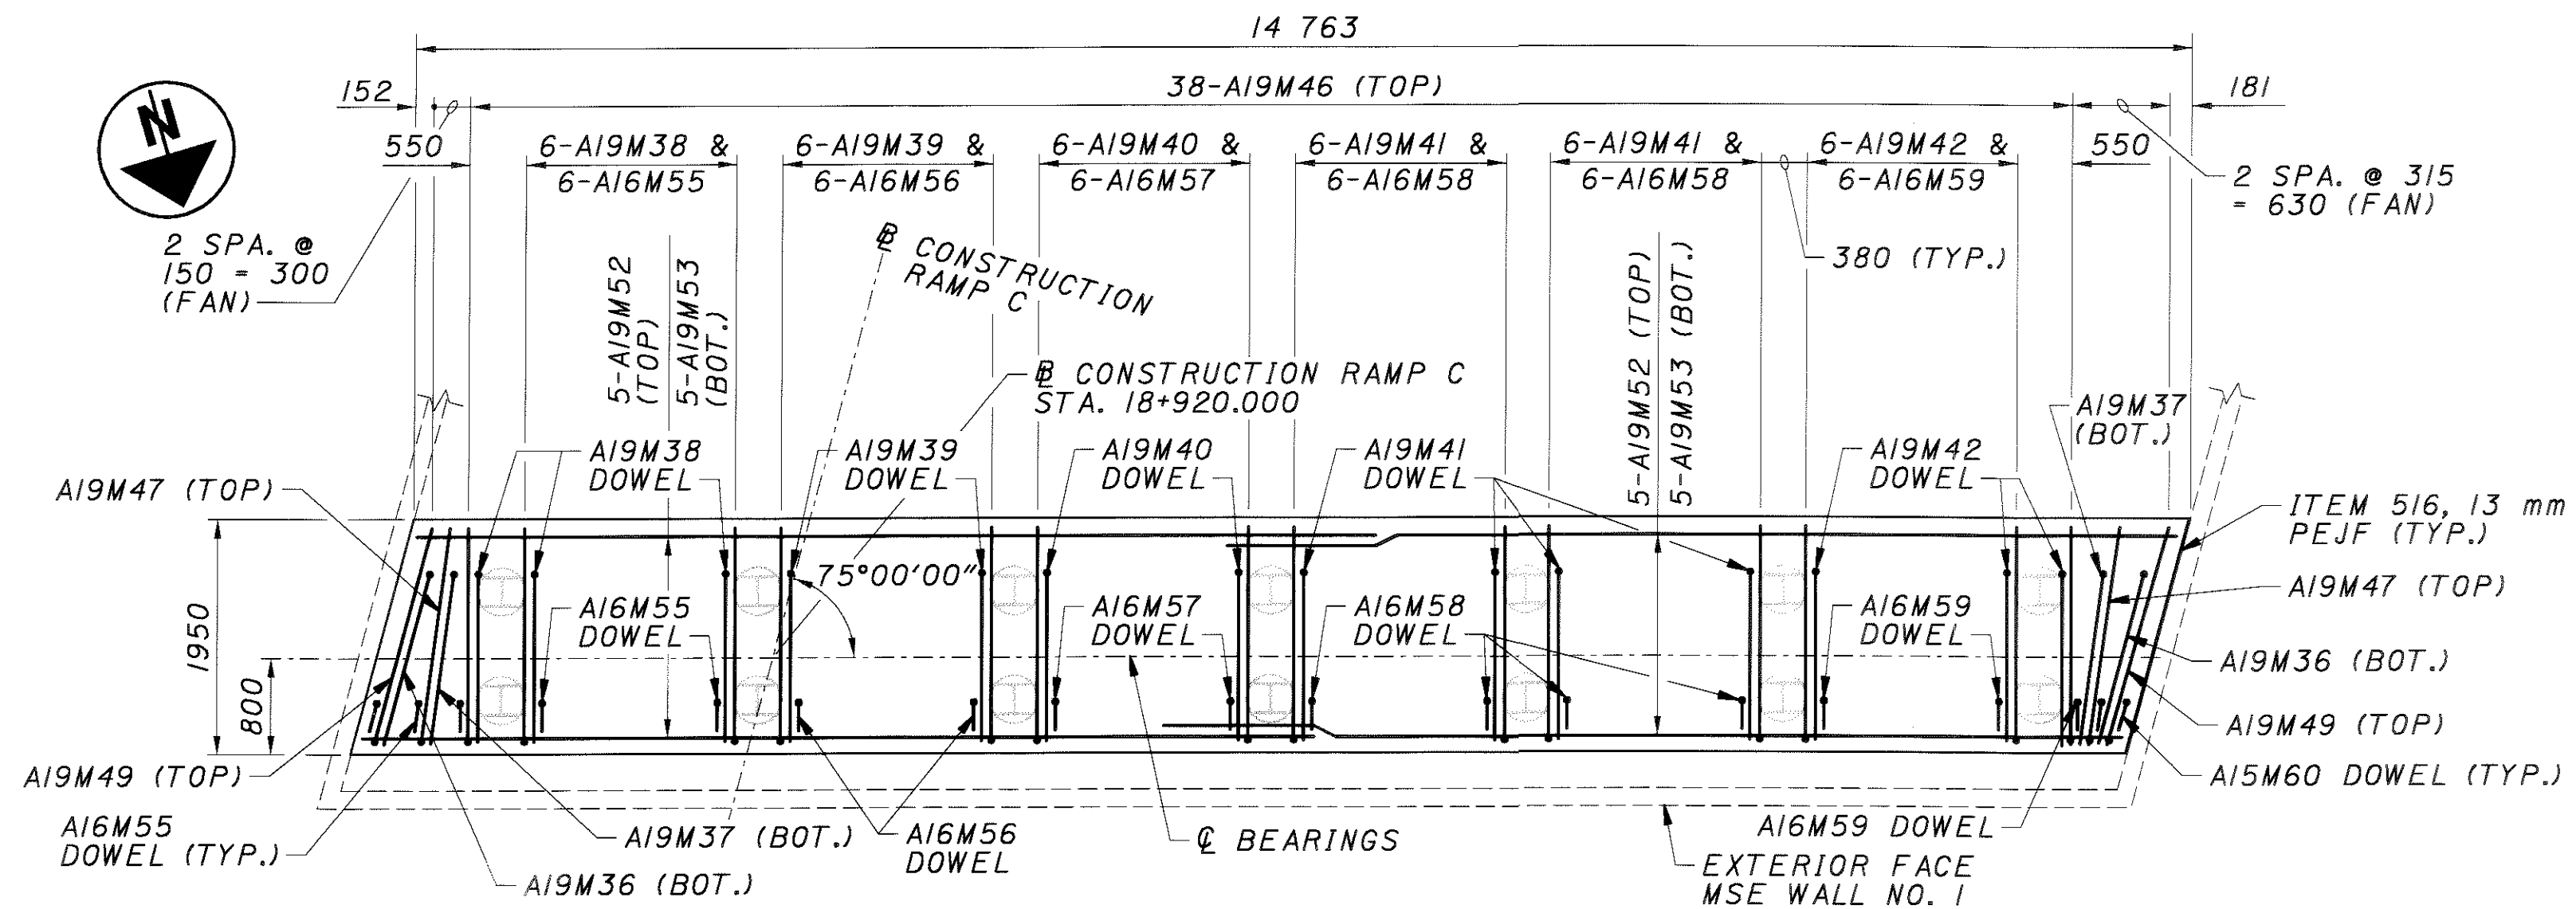 14 763
152
38-A19M46 (TOP)
181
N
550
6-A19M38 &
6-A16M55
6-A19M39 &
6-A16M56
6-A19M40 &
6-A16M57
6-A19M41 &
6-A16M58
6-A19M41 &
6-A16M58
6-A19M42 &
6-A16M59
550
2 SPA. @ 315
= 630 (FAN)
2 SPA. @
150 = 300
(FAN)
5-A19M52
(TOP)
5-A19M53
(BOT.)
℄ CONSTRUCTION
RAMP C
380 (TYP.)
5-A19M52 (TOP)
5-A19M53 (BOT.)
℄ CONSTRUCTION RAMP C
STA. 18+920.000
A19M37
(BOT.)
A19M47 (TOP)
A19M38
DOWEL
A19M39
DOWEL
A19M40
DOWEL
A19M41
DOWEL
A19M42
DOWEL
ITEM 516, 13 mm
PEJF (TYP.)
75°00'00"
A19M47 (TOP)
1950
800
A16M55
DOWEL
A16M57
DOWEL
A16M58
DOWEL
A16M59
DOWEL
A19M36 (BOT.)
A19M49 (TOP)
A19M49 (TOP)
A15M60 DOWEL (TYP.)
A16M55
DOWEL (TYP.)
A19M37 (BOT.)
A16M56
DOWEL
℄ BEARINGS
A16M59 DOWEL
EXTERIOR FACE
MSE WALL NO. 1
A19M36 (BOT.)